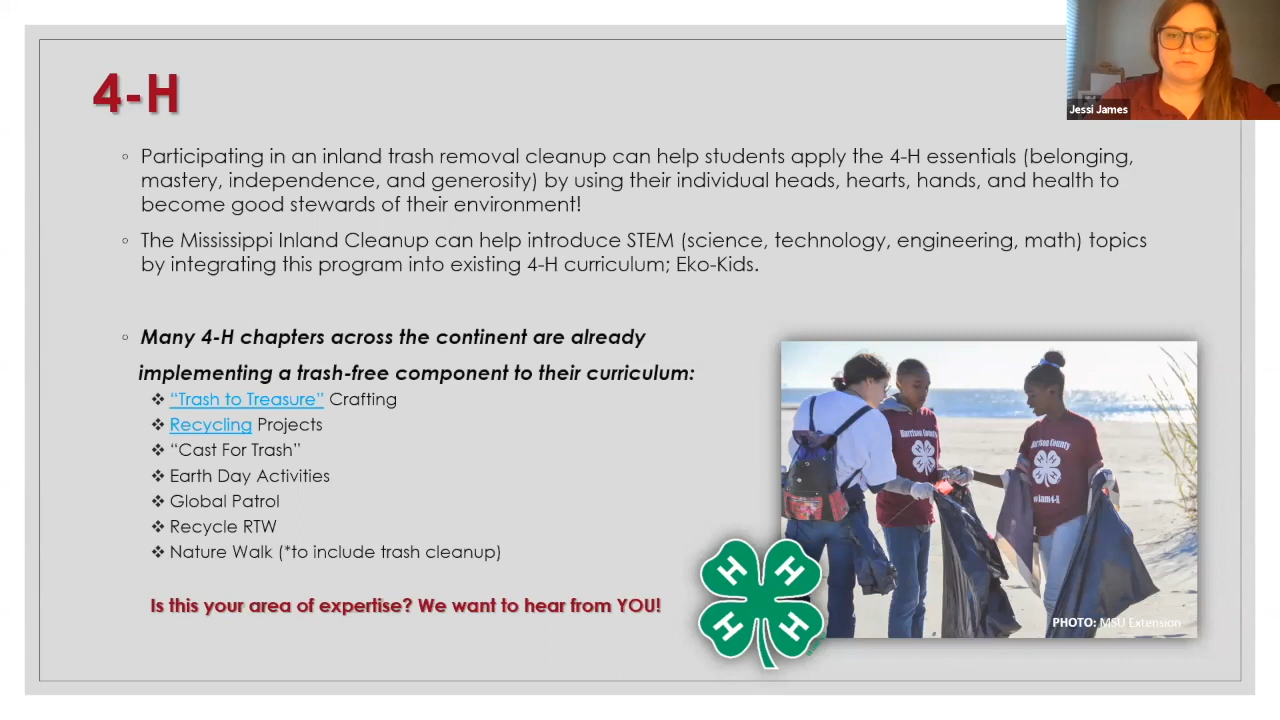 Jessi James
4-H
◦ Participating in an inland trash removal cleanup can help students apply the 4-H essentials (belonging,
mastery, independence, and generosity) by using their individual heads, hearts, hands, and health to
become good stewards of their environment!
◦ The Mississippi Inland Cleanup can help introduce STEM (science, technology, engineering, math) topics
by integrating this program into existing 4-H curriculum; Eko-Kids.
◦ Many 4-H chapters across the continent are already
implementing a trash-free component to their curriculum:
❖ “Trash to Treasure” Crafting
❖ Recycling Projects
❖ “Cast For Trash”
❖ Earth Day Activities
❖ Global Patrol
❖ Recycle RTW
❖ Nature Walk (*to include trash cleanup)
Is this your area of expertise? We want to hear from YOU!
H H
H H
Harrison County
Harrison County
PHOTO: MSU Extension